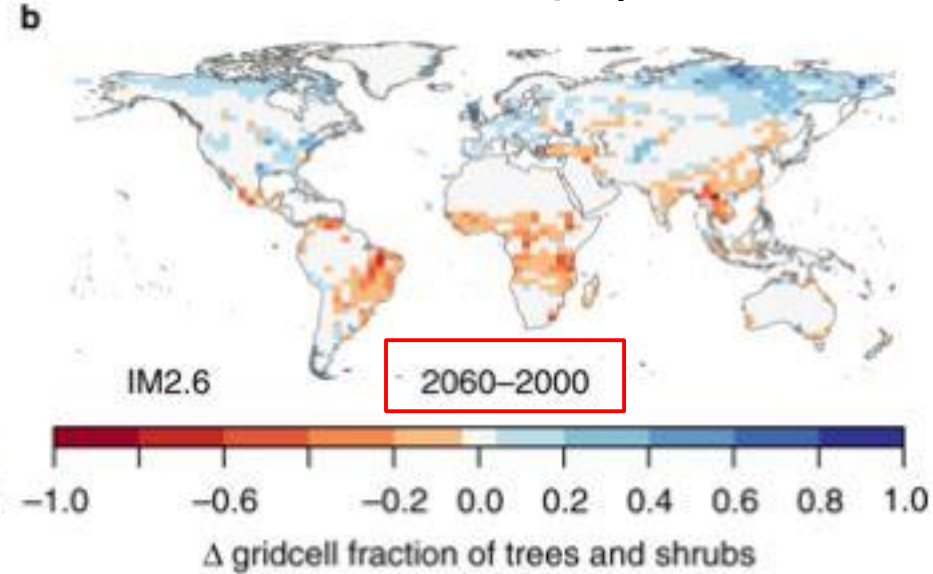 b
IM2.6
2060–2000
−1.0 −0.6 −0.2 0.0 0.2 0.4 0.6 0.8 1.0
Δ gridcell fraction of trees and shrubs